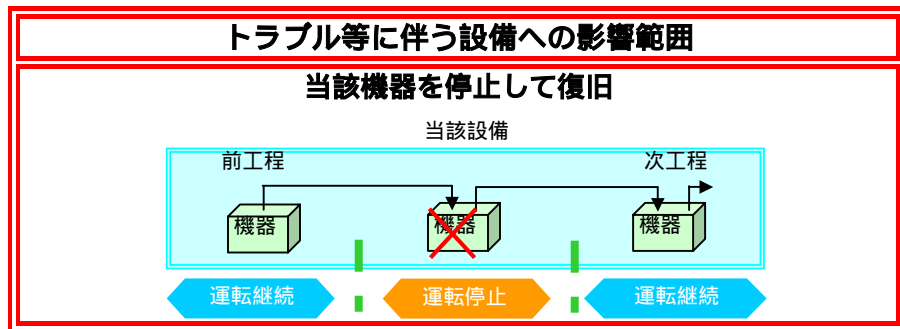 トラブル等に伴う設備への影響範囲
当該機器を停止して復旧
当該設備
前工程
次工程
機器
機器
機器
運転継続
運転停止
運転継続